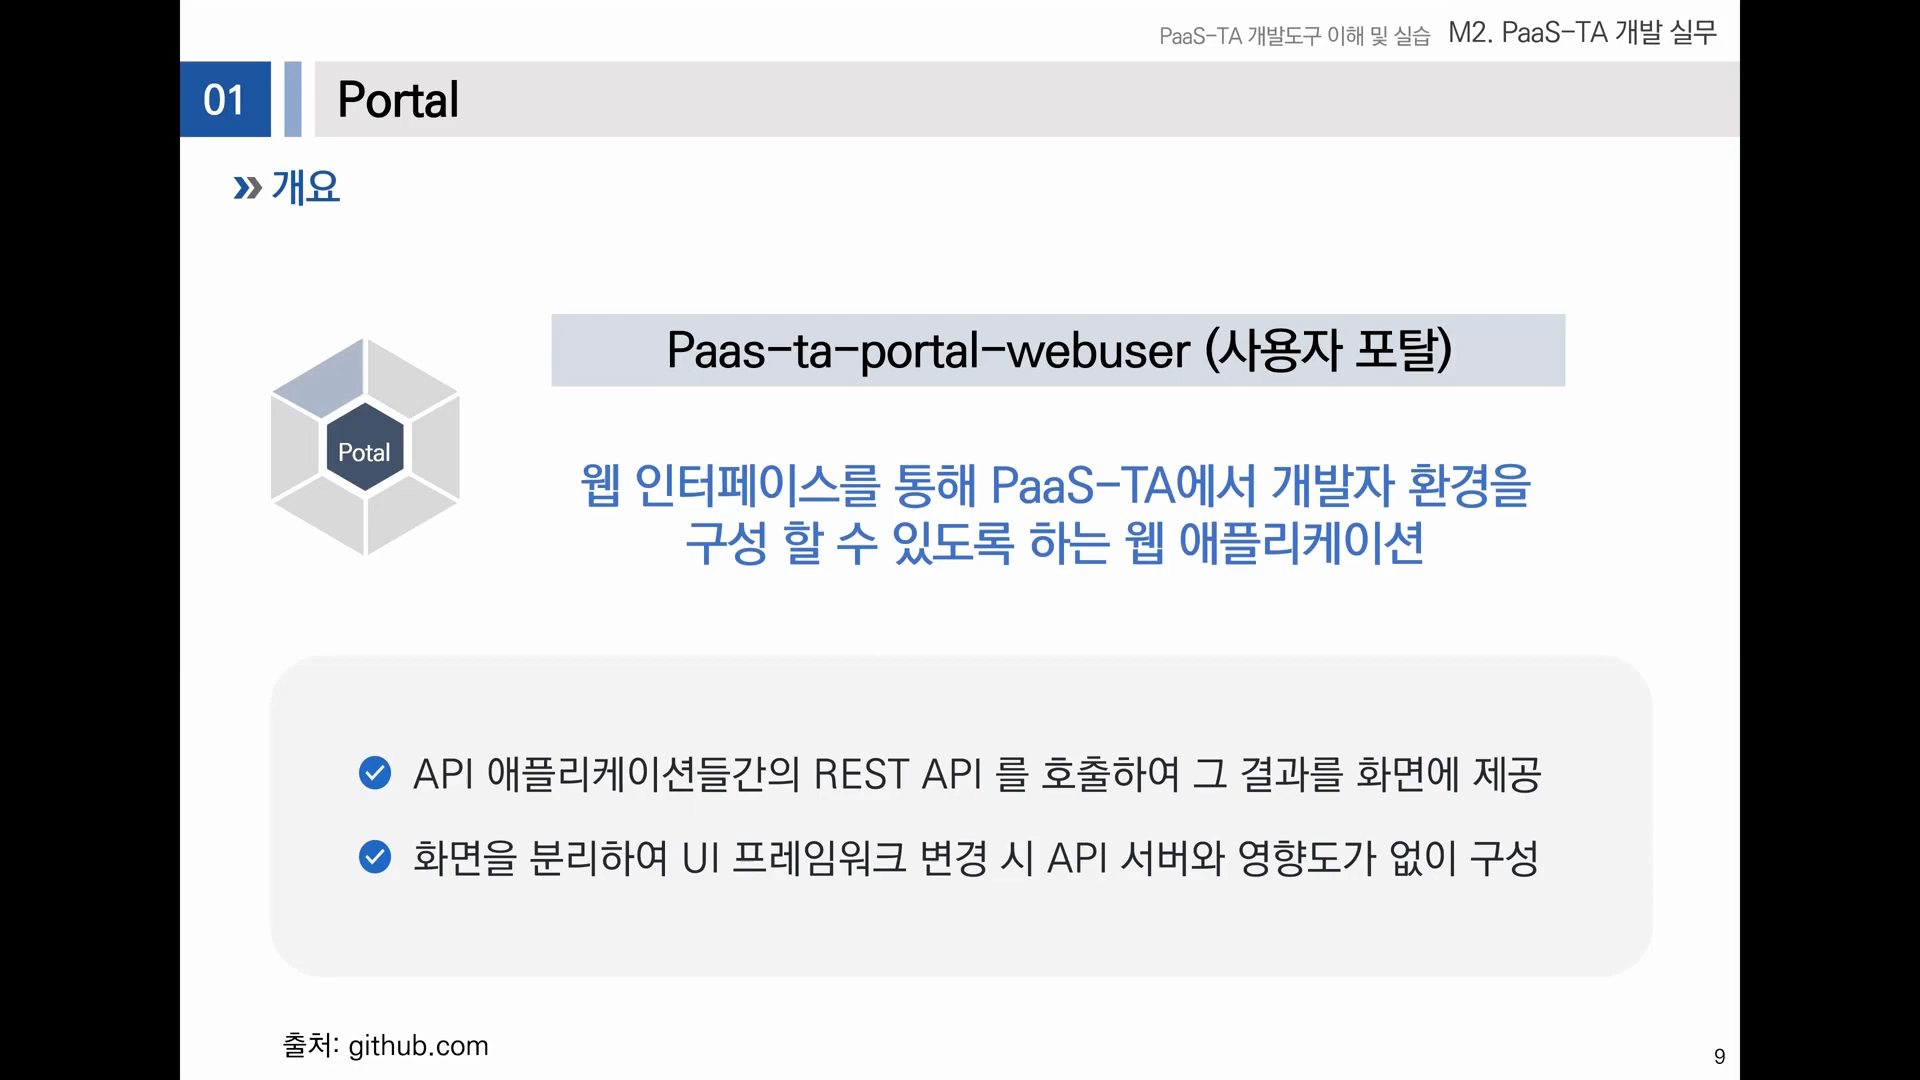 PaaS-TA 개발도구 이해 및 실습 M2. PaaS-TA 개발 실무
01 Portal
개요
Paas-ta-portal-webuser (사용자 포탈)
Potal
웹 인터페이스를 통해 PaaS-TA에서 개발자 환경을
구성 할 수 있도록 하는 웹 애플리케이션
API 애플리케이션들간의 REST API 를 호출하여 그 결과를 화면에 제공
화면을 분리하여 UI 프레임워크 변경 시 API 서버와 영향도가 없이 구성
출처: github.com
9